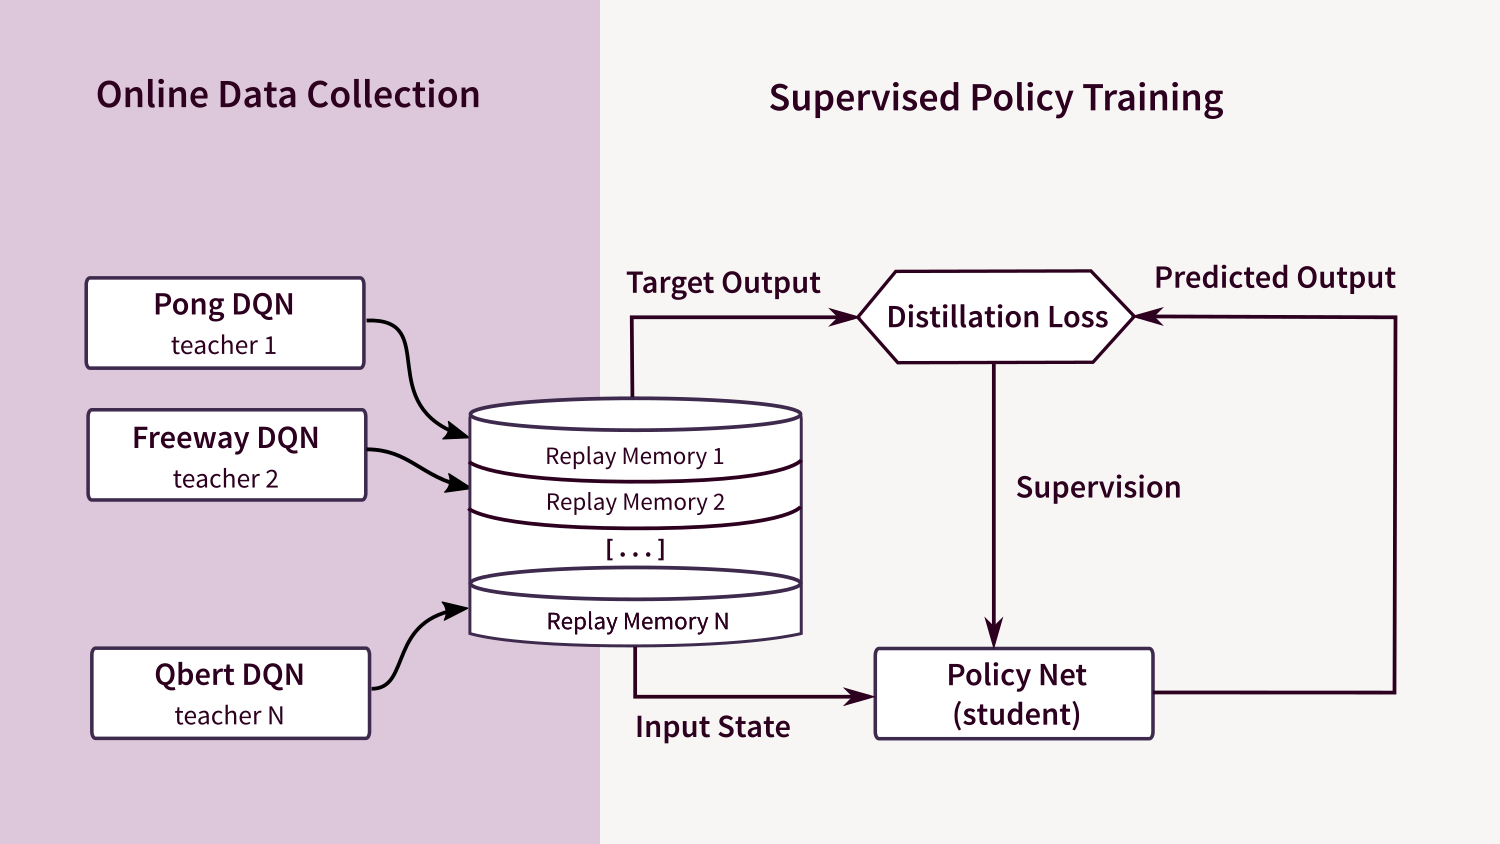 Online Data Collection
Supervised Policy Training
Pong DQN
teacher 1
Freeway DQN
teacher 2
Qbert DQN
teacher N
Replay Memory 1
Replay Memory 2
[...]
Replay Memory N
Target Output
Distillation Loss
Predicted Output
Supervision
Input State
Policy Net
(student)